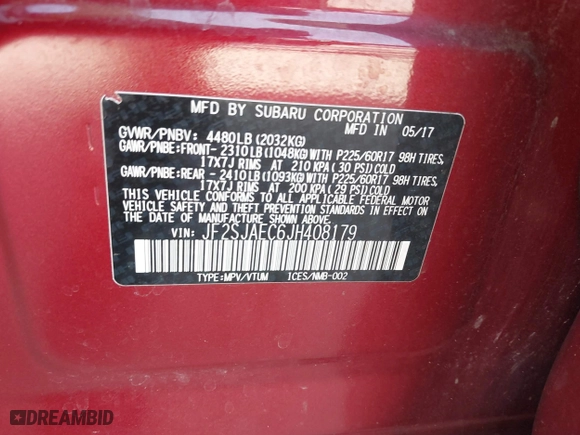 MFD BY SUBARU CORPORATION
IN MFD 05/17
GVWR/PNBV: 4480LB(2032KG)
GAWR/PNBE:FRONT-2310LB(1048KG)WITH P225/60R17 98H TIRES,
17X7J RIMS AT 210 KPA(30 PSI)COLD
GAWR/PNBE:REAR -2410LB(1093KG)WITH P225/60R17 98H TIRES,
17X7J RIMS AT 200 KPA(29 PSI)COLD
THIS VEHICLE CONFORMS TO ALL APPLICABLE FEDERAL MOTOR
VEHICLE SAFETY AND THEFT PREVENTION STANDARDS IN EFFECT ON
THE DATE OF MANUFACTURE SHOWN ABOVE.
VIN: JF2SJAEC6JH408179
TYPE:MPV/VTUM ICES/NMB-002
DREAMBID